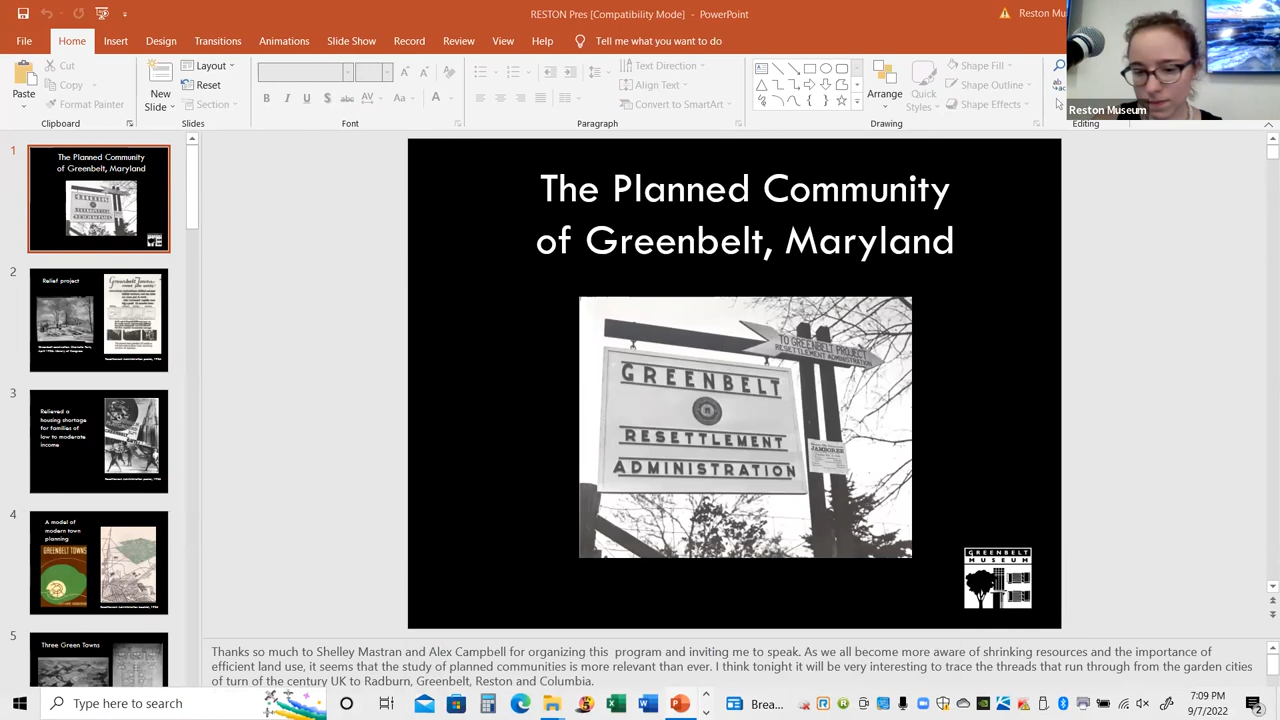 RESTON Pres [Compatibility Mode] - PowerPoint
Reston Mu
File Home Insert Design Transitions Animations Slide Show Record Review View Help Tell me what you want to do
Paste
Cut
Copy
Format Painter
Clipboard
New
Slide
Layout
Reset
Section
Slides
Font
Text Direction
Align Text
Convert to SmartArt
Paragraph
Arrange
Quick
Styles
Shape Fill
Shape Outline
Shape Effects
Drawing
Editing
Reston Museum
1
The Planned Community
of Greenbelt, Maryland
GREENBELT
RESETTLEMENT
ADMINISTRATION
2
Relief project
Greenbelt Towns
3
Relieved a
housing shortage
for families of
low to moderate
income
4
A model of
modern town
planning
GREENBELT TOWNS
5
Three Green Towns
The Planned Community
of Greenbelt, Maryland
TO GREENBELT PROJECT
RESETTLEMENT ADMINISTRATION
GREENBELT
RESETTLEMENT
ADMINISTRATION
JAMBOREE
GREENBELT
MUSEUM
Thanks so much to Shelley Mastran and Alex Campbell for organizing this program and inviting me to speak. As we all become more aware of shrinking resources and the importance of
efficient land use, it seems that the study of planned communities is more relevant than ever. I think tonight it will be very interesting to trace the threads that run through from the garden cities
of turn of the century UK to Radburn, Greenbelt, Reston and Columbia.
Type here to search
Brea...
7:09 PM
9/7/2022
2